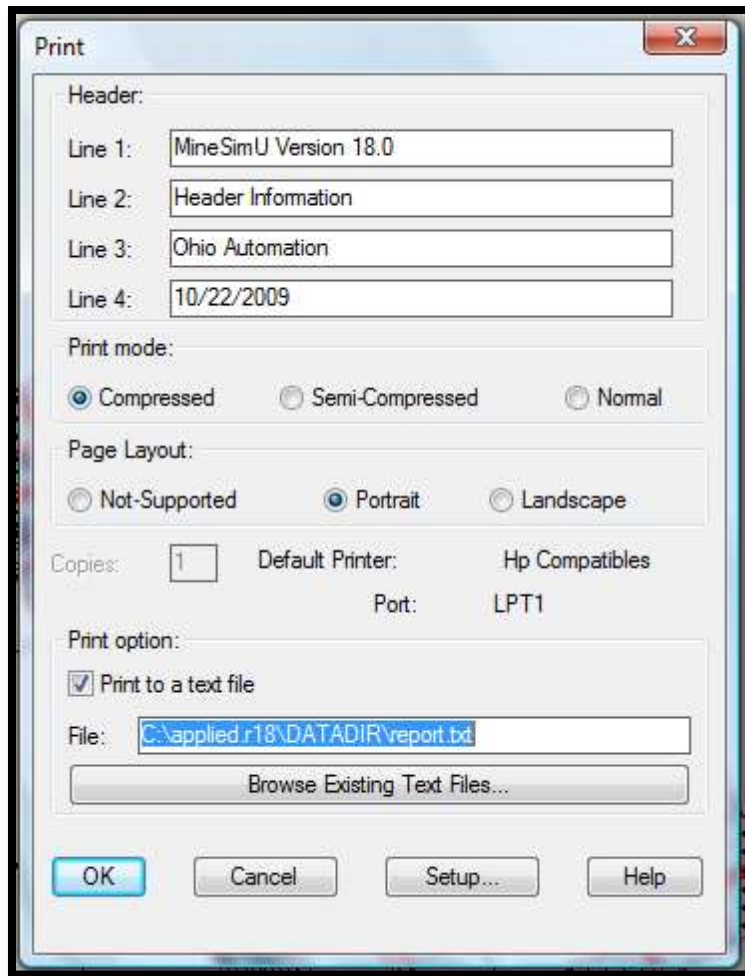 Print
Header:
Line 1: MineSimU Version 18.0
Line 2: Header Information
Line 3: Ohio Automation
Line 4: 10/22/2009
Print mode:
Compressed Semi-Compressed Normal
Page Layout:
Not-Supported Portrait Landscape
Copies: 1 Default Printer: Hp Compatibles
Port: LPT1
Print option:
Print to a text file
File: C:\applied.r18\DATADIR\report.txt
Browse Existing Text Files...
OK Cancel Setup... Help